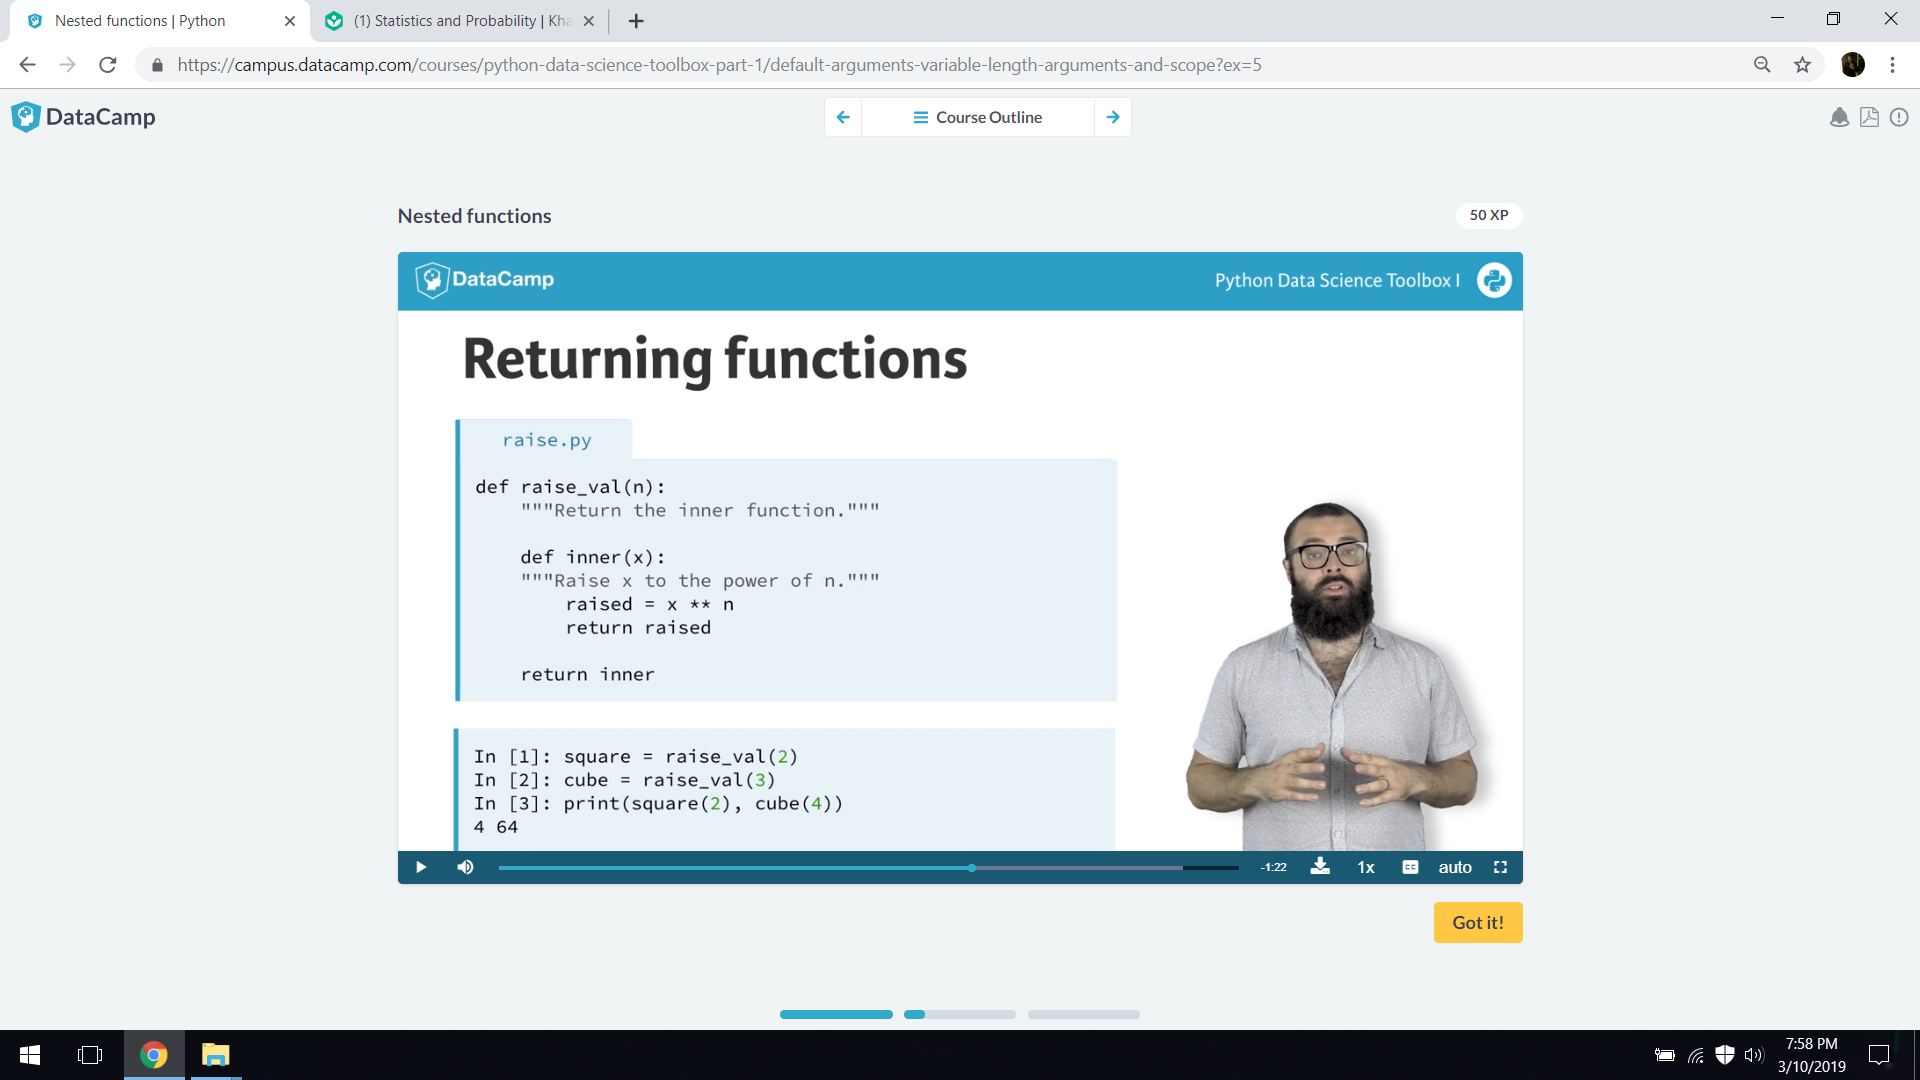 Nested functions | Python
(1) Statistics and Probability | Kha
https://campus.datacamp.com/courses/python-data-science-toolbox-part-1/default-arguments-variable-length-arguments-and-scope?ex=5
DataCamp
Course Outline
Nested functions
50 XP
DataCamp
Python Data Science Toolbox I
Returning functions
raise.py
def raise_val(n):
    """Return the inner function."""
    def inner(x):
    """Raise x to the power of n."""
        raised = x ** n
        return raised
    return inner
In [1]: square = raise_val(2)
In [2]: cube = raise_val(3)
In [3]: print(square(2), cube(4))
4 64
-1:22
1x
CC
auto
Got it!
7:58 PM
3/10/2019